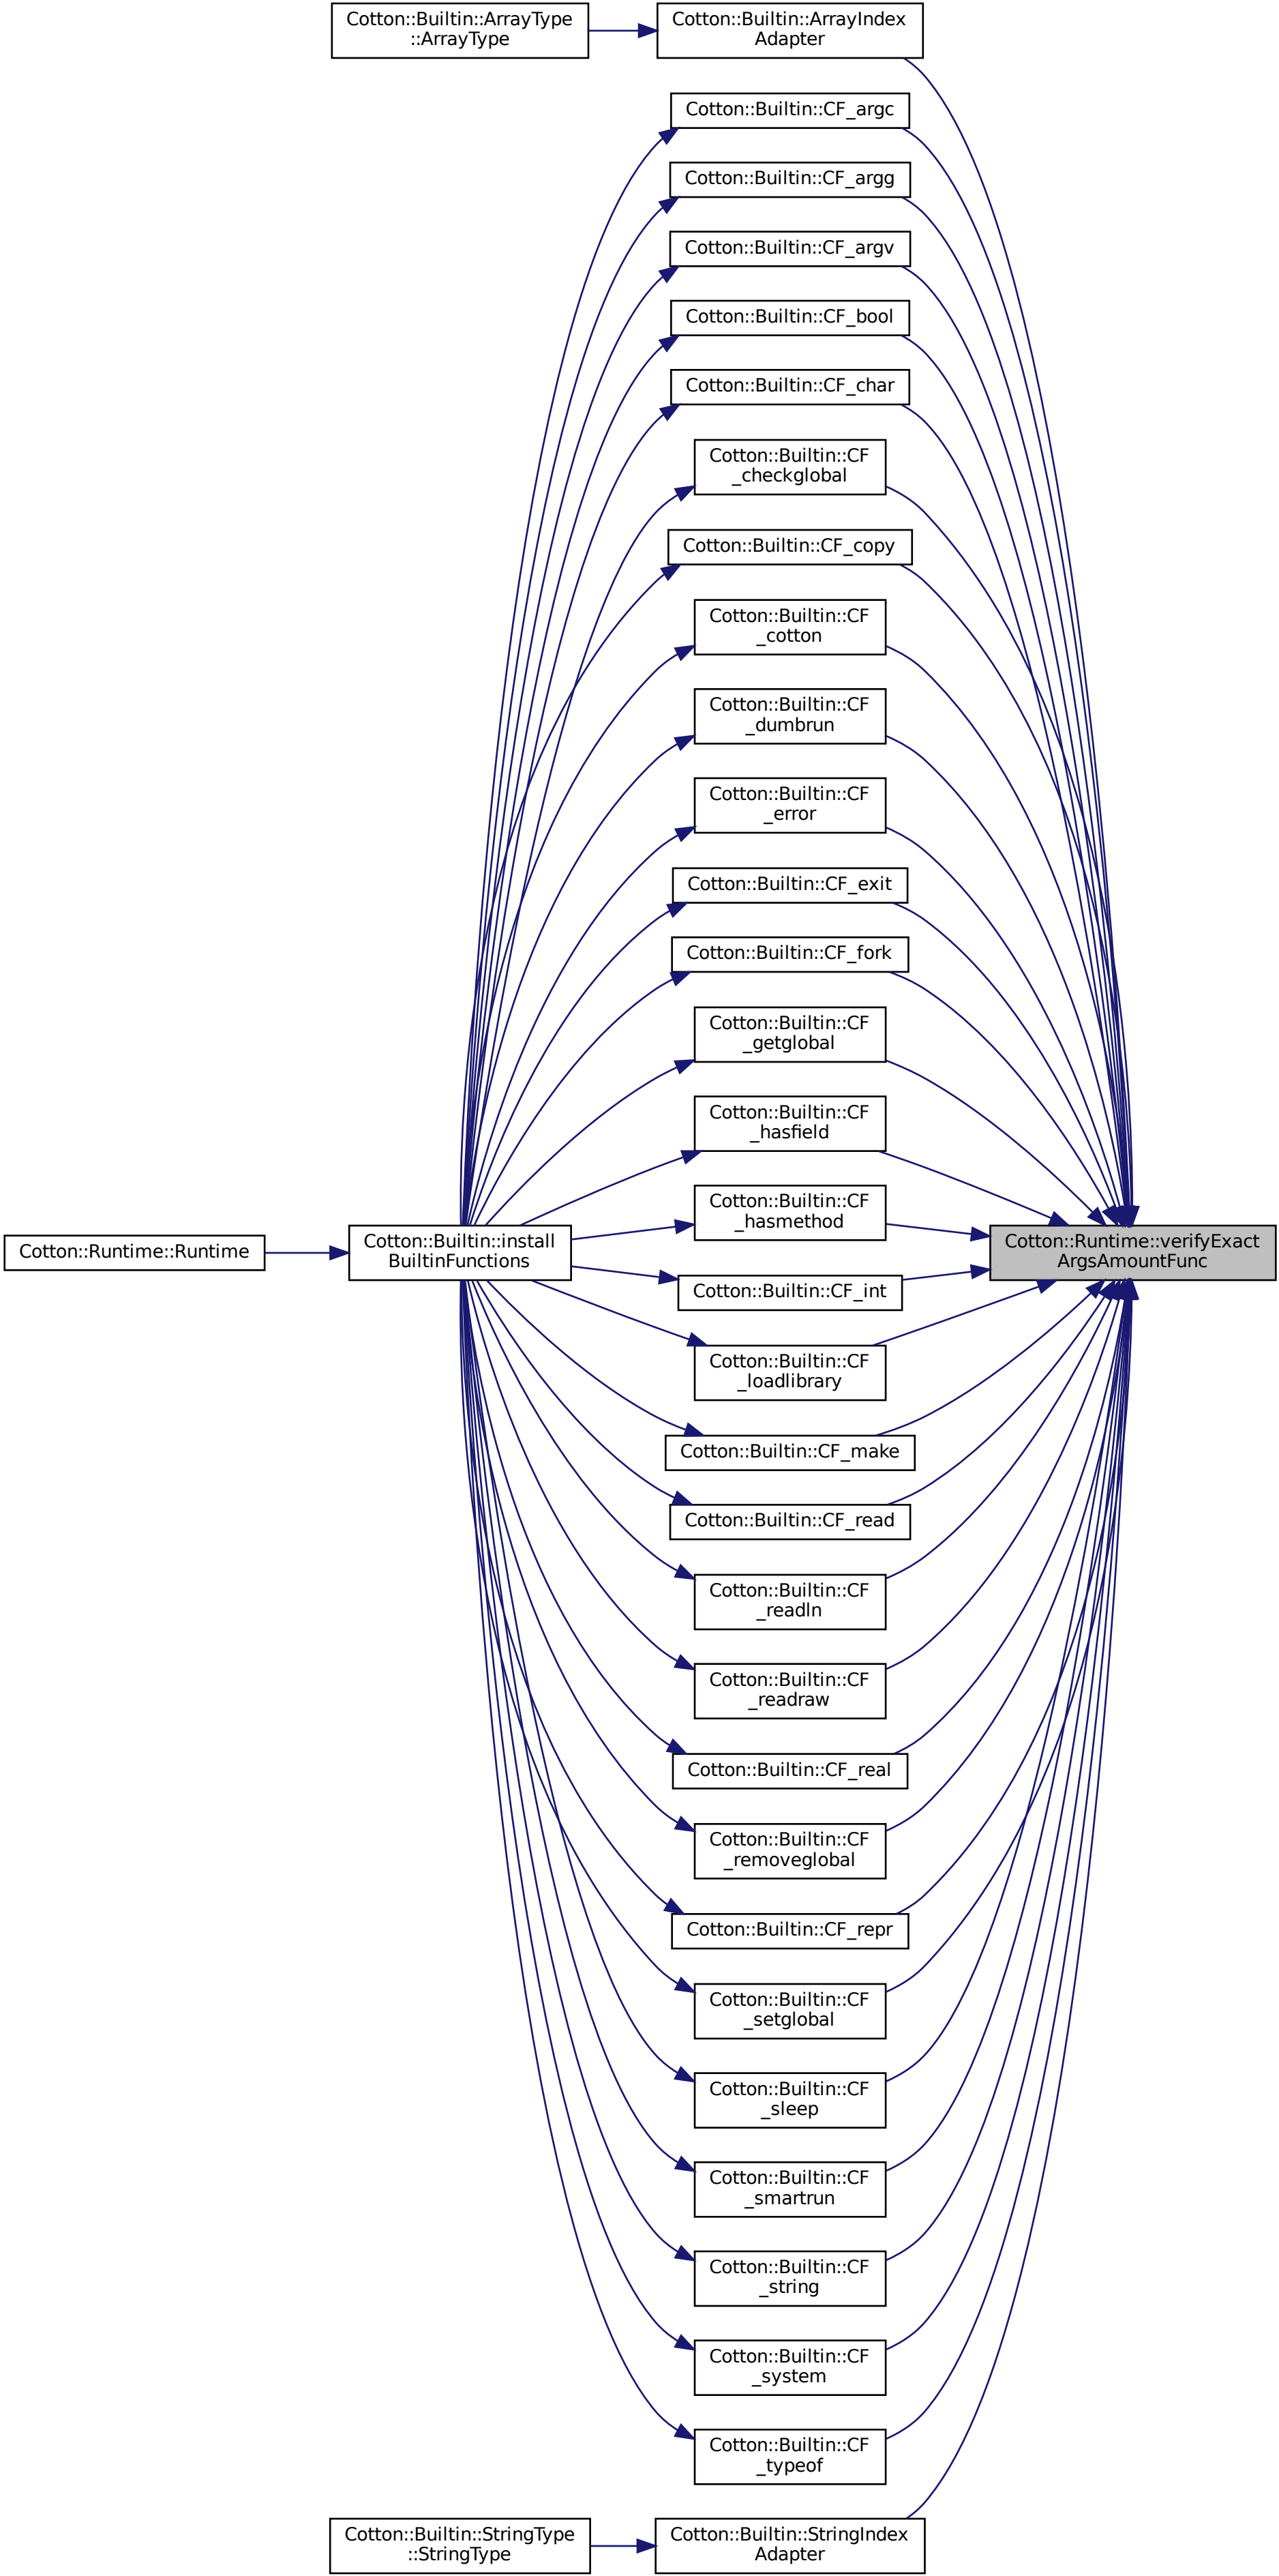 Cotton::Builtin::ArrayType
::ArrayType
Cotton::Builtin::ArrayIndex
Adapter
Cotton::Builtin::CF_argc
Cotton::Builtin::CF_argg
Cotton::Builtin::CF_argv
Cotton::Builtin::CF_bool
Cotton::Builtin::CF_char
Cotton::Builtin::CF
_checkglobal
Cotton::Builtin::CF_copy
Cotton::Builtin::CF
_cotton
Cotton::Builtin::CF
_dumbrun
Cotton::Builtin::CF
_error
Cotton::Builtin::CF_exit
Cotton::Builtin::CF_fork
Cotton::Builtin::CF
_getglobal
Cotton::Builtin::CF
_hasfield
Cotton::Builtin::CF
_hasmethod
Cotton::Runtime::Runtime
Cotton::Builtin::install
BuiltinFunctions
Cotton::Runtime::verifyExact
ArgsAmountFunc
Cotton::Builtin::CF_int
Cotton::Builtin::CF
_loadlibrary
Cotton::Builtin::CF_make
Cotton::Builtin::CF_read
Cotton::Builtin::CF
_readln
Cotton::Builtin::CF
_readraw
Cotton::Builtin::CF_real
Cotton::Builtin::CF
_removeglobal
Cotton::Builtin::CF_repr
Cotton::Builtin::CF
_setglobal
Cotton::Builtin::CF
_sleep
Cotton::Builtin::CF
_smartrun
Cotton::Builtin::CF
_string
Cotton::Builtin::CF
_system
Cotton::Builtin::CF
_typeof
Cotton::Builtin::StringType
::StringType
Cotton::Builtin::StringIndex
Adapter